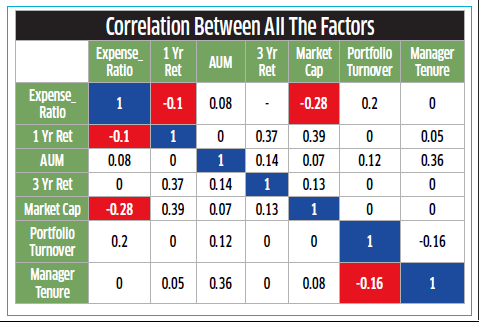 Correlation Between All The Factors
Expense_ Ratio 1 Yr Ret AUM 3 Yr Ret Market Cap Portfolio Turnover Manager Tenure
Expense_ Ratio 1 -0.1 0.08 - -0.28 0.2 0
1 Yr Ret -0.1 1 0 0.37 0.39 0 0.05
AUM 0.08 0 1 0.14 0.07 0.12 0.36
3 Yr Ret 0 0.37 0.14 1 0.13 0 0
Market Cap -0.28 0.39 0.07 0.13 1 0 0
Portfolio Turnover 0.2 0 0.12 0 0 1 -0.16
Manager Tenure 0 0.05 0.36 0 0.08 -0.16 1